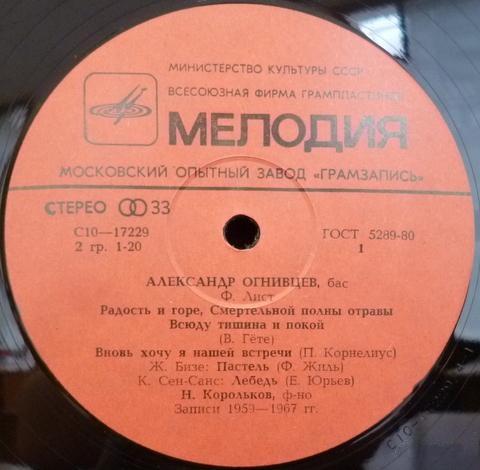 МИНИСТЕРСТВО КУЛЬТУРЫ СССР
ВСЕСОЮЗНАЯ ФИРМА ГРАМПЛАСТИНОК
МЕЛОДИЯ
МОСКОВСКИЙ ОПЫТНЫЙ ЗАВОД «ГРАМЗАПИСЬ»
СТЕРЕО 33
С10—17229
2 гр. 1-20
ГОСТ 5289-80
1
АЛЕКСАНДР ОГНИВЦЕВ, бас
Ф. Лист
Радость и горе, Смертельной полны отравы
Всюду тишина и покой
(В. Гёте)
Вновь хочу я нашей встречи (П. Корнелиус)
Ж. Бизе: Пастель (Ф. Жиль)
К. Сен-Санс: Лебедь (Е. Юрьев)
Н. Корольков, ф-но
Записи 1959—1967 гг.